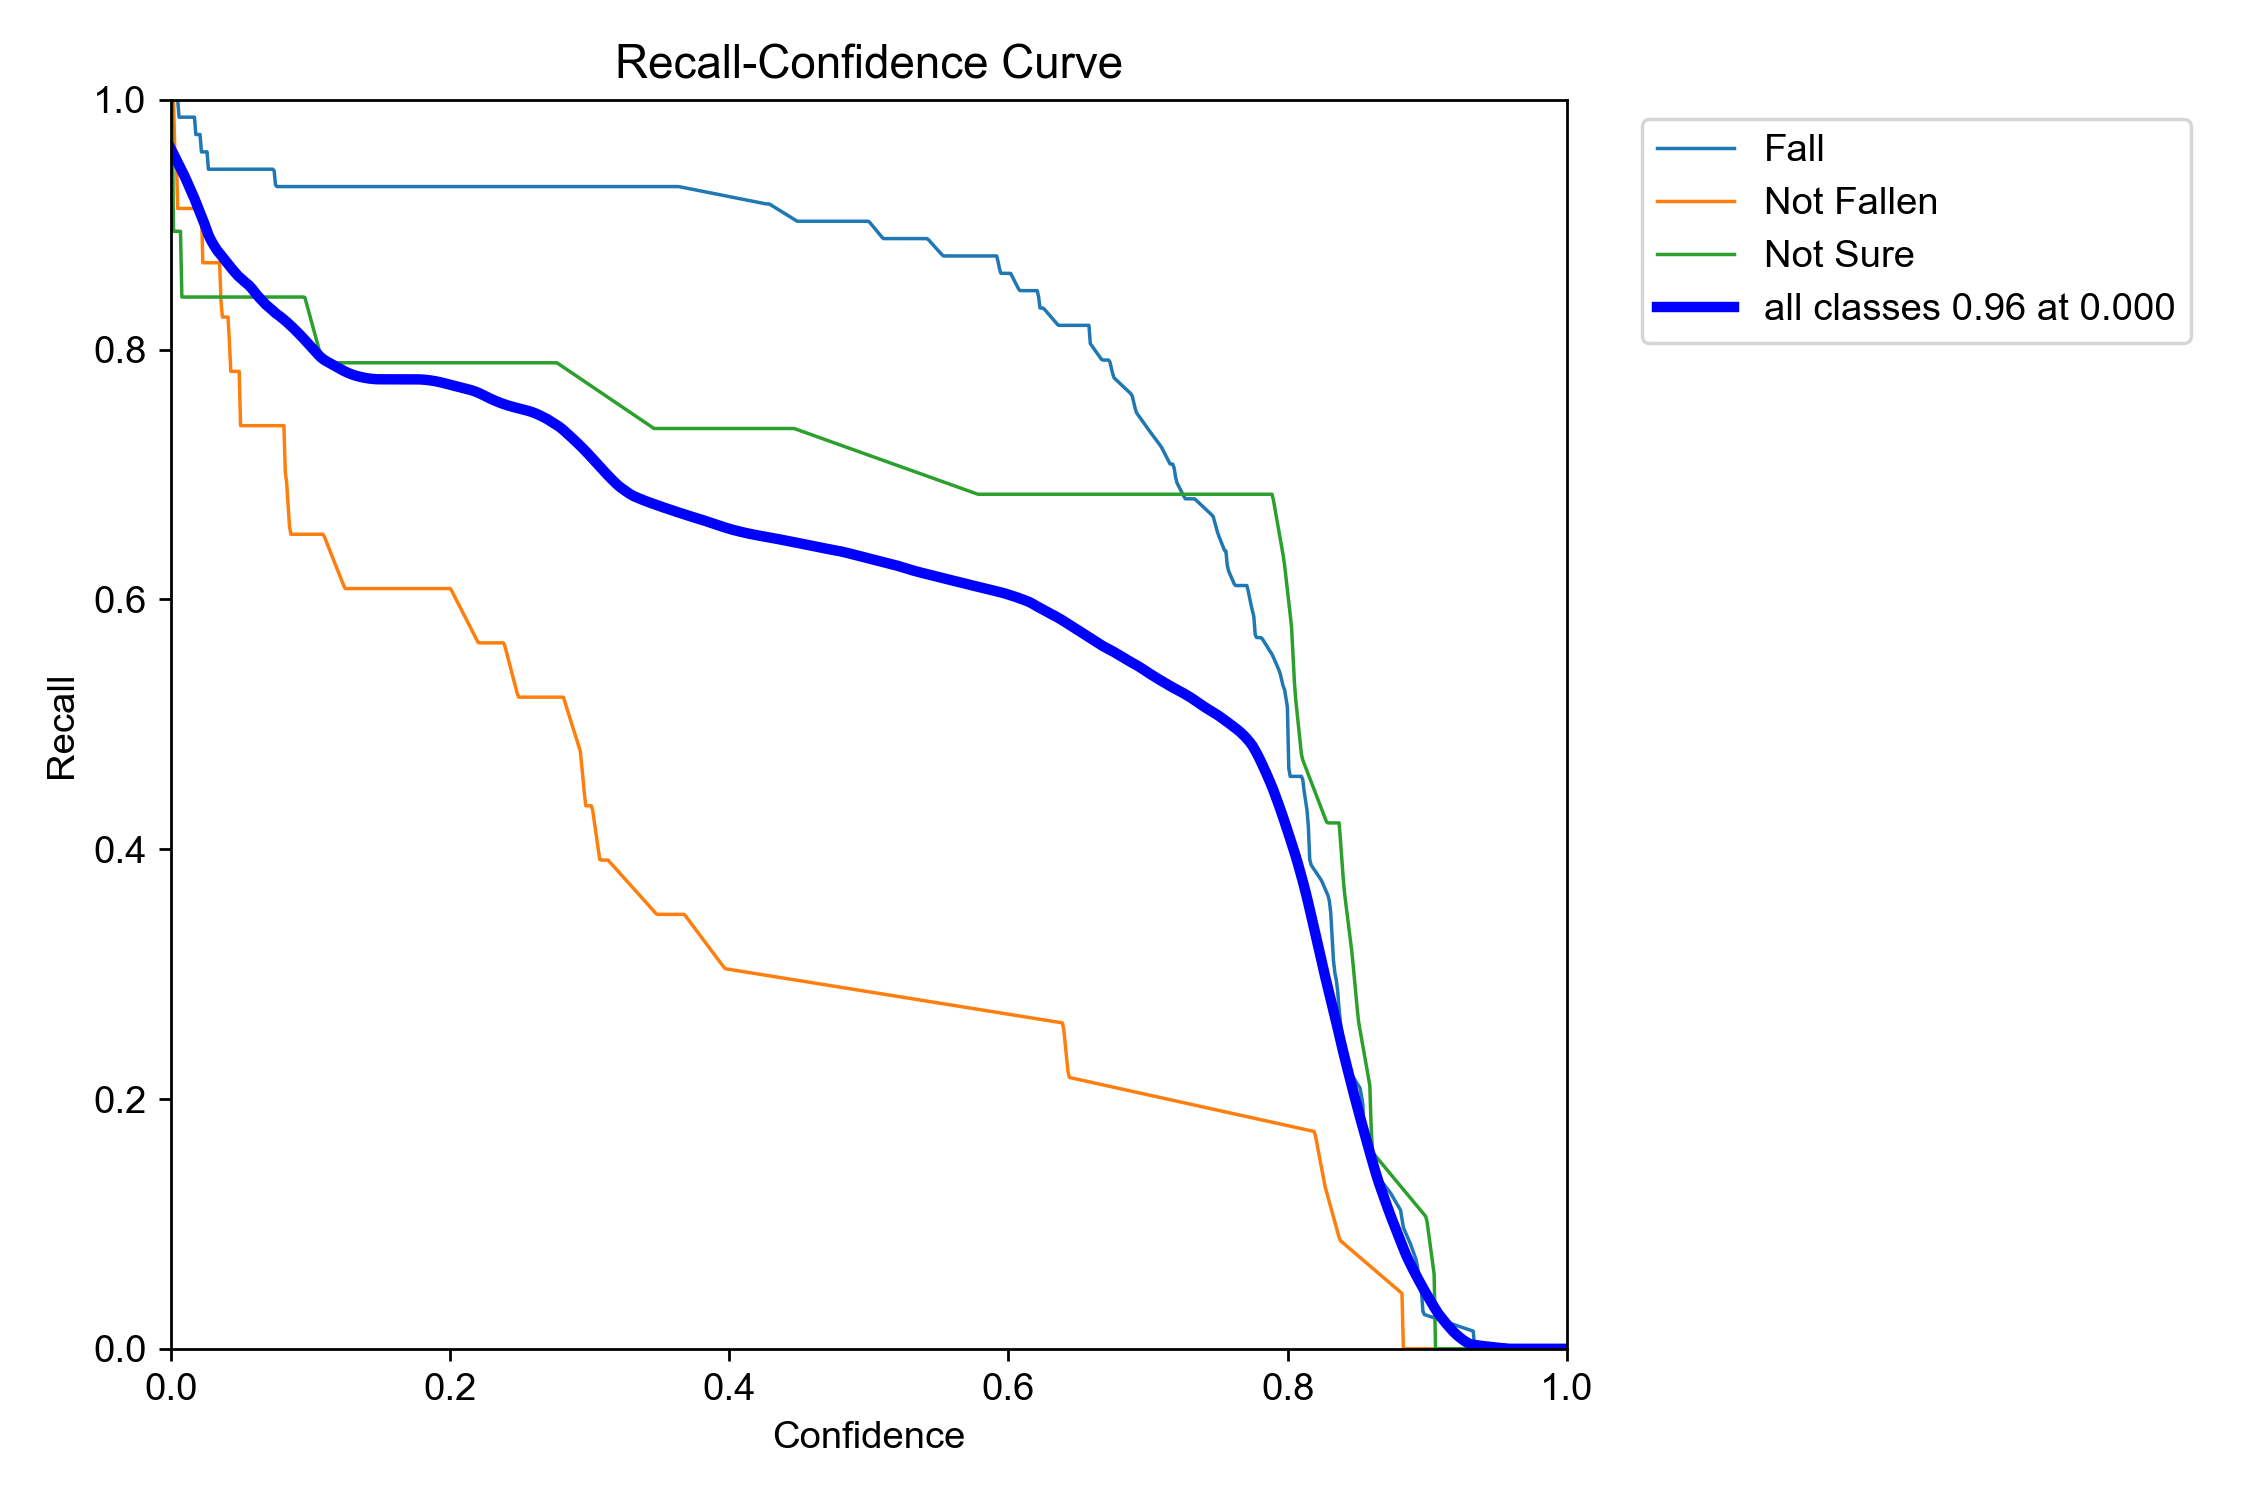 Recall-Confidence Curve
1.0
0.8
0.6
0.4
0.2
0.0
Recall
0.0 0.2 0.4 0.6 0.8 1.0
Confidence
Fall
Not Fallen
Not Sure
all classes 0.96 at 0.000